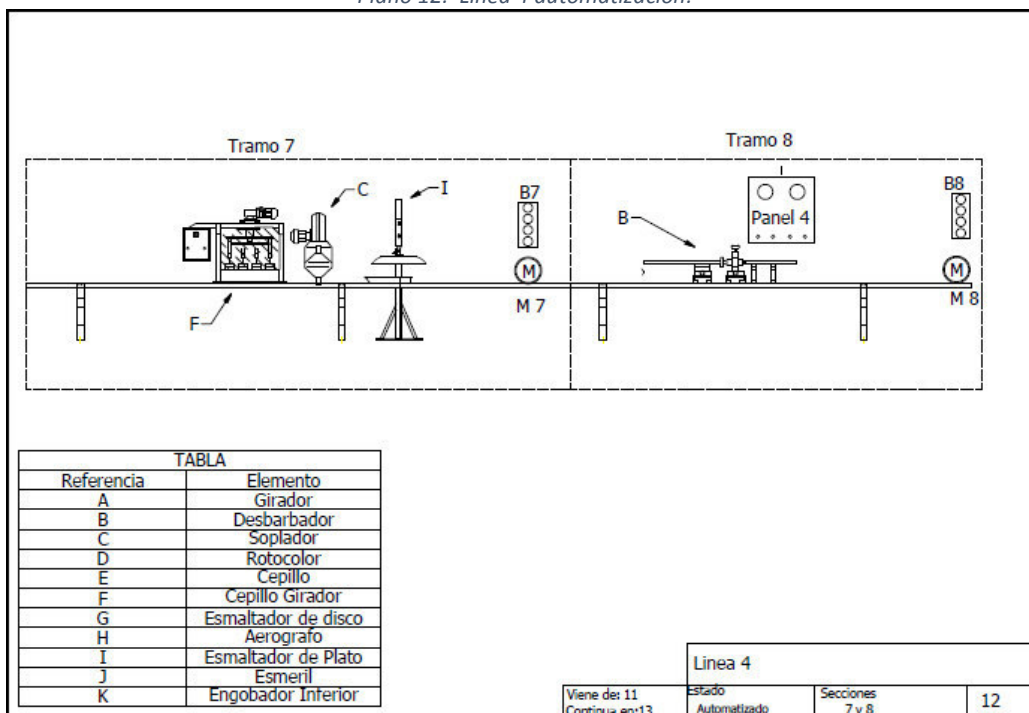 Plano 12: Linea 4 automatización.
Tramo 7
Tramo 8
C
I
B7
B
Panel 4
B8
M
M
F
M 7
M 8
TABLA
Referencia Elemento
A Girador
B Desbarbador
C Soplador
D Rotocolor
E Cepillo
F Cepillo Girador
G Esmaltador de disco
H Aerografo
I Esmaltador de Plato
J Esmeril
K Engobador Inferior
Linea 4
Viene de: 11 Estado Secciones 12
Continua en:13 Automatizado 7 y 8